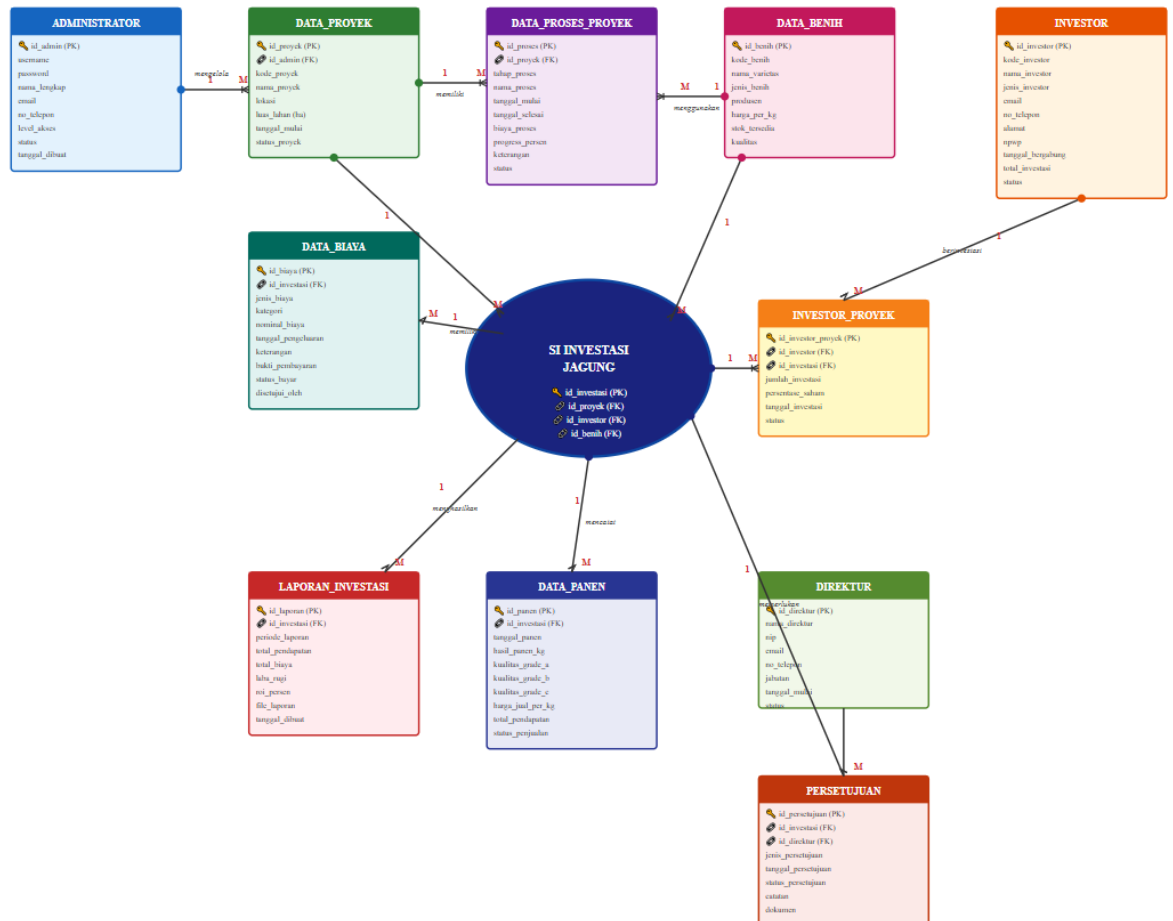 ADMINISTRATOR
id_admin (PK)
username
password
nama_lengkap
email
no_telepon
level_akses
status
tanggal_dibuat
mengelola
1
M
DATA_PROYEK
id_proyek (PK)
id_admin (FK)
kode_proyek
nama_proyek
lokasi
luas_lahan (ha)
tanggal_mulai
status_proyek
1
M
memiliki
DATA_PROSES_PROYEK
id_proses (PK)
id_proyek (FK)
tahap_proses
nama_proses
tanggal_mulai
tanggal_selesai
biaya_proses
progress_persen
keterangan
status
M
1
menggunakan
DATA_BENIH
id_benih (PK)
kode_benih
nama_varietas
jenis_benih
produsen
harga_per_kg
stok_tersedia
kualitas
INVESTOR
id_investor (PK)
kode_investor
nama_investor
jenis_investor
email
no_telepon
alamat
npwp
tanggal_bergabung
total_investasi
status
1
M
1
M
1
berinvestasi
M
DATA_BIAYA
id_biaya (PK)
id_investasi (FK)
jenis_biaya
kategori
nominal_biaya
tanggal_pengeluaran
keterangan
bukti_pembayaran
status_bayar
disetujui_oleh
M
1
memiliki
SI INVESTASI
JAGUNG
id_investasi (PK)
id_proyek (FK)
id_investor (FK)
id_benih (FK)
1
M
INVESTOR_PROYEK
id_investor_proyek (PK)
id_investor (FK)
id_investasi (FK)
jumlah_investasi
persentase_saham
tanggal_investasi
status
1
menghasilkan
M
1
mencatat
M
1
memerlukan
LAPORAN_INVESTASI
id_laporan (PK)
id_investasi (FK)
periode_laporan
total_pendapatan
total_biaya
laba_rugi
roi_persen
file_laporan
tanggal_dibuat
DATA_PANEN
id_panen (PK)
id_investasi (FK)
tanggal_panen
hasil_panen_kg
kualitas_grade_a
kualitas_grade_b
kualitas_grade_c
harga_jual_per_kg
total_pendapatan
status_penjualan
DIREKTUR
id_direktur (PK)
nama_direktur
nip
email
no_telepon
jabatan
tanggal_mulai
status
M
PERSETUJUAN
id_persetujuan (PK)
id_investasi (FK)
id_direktur (FK)
jenis_persetujuan
tanggal_persetujuan
status_persetujuan
catatan
dokumen